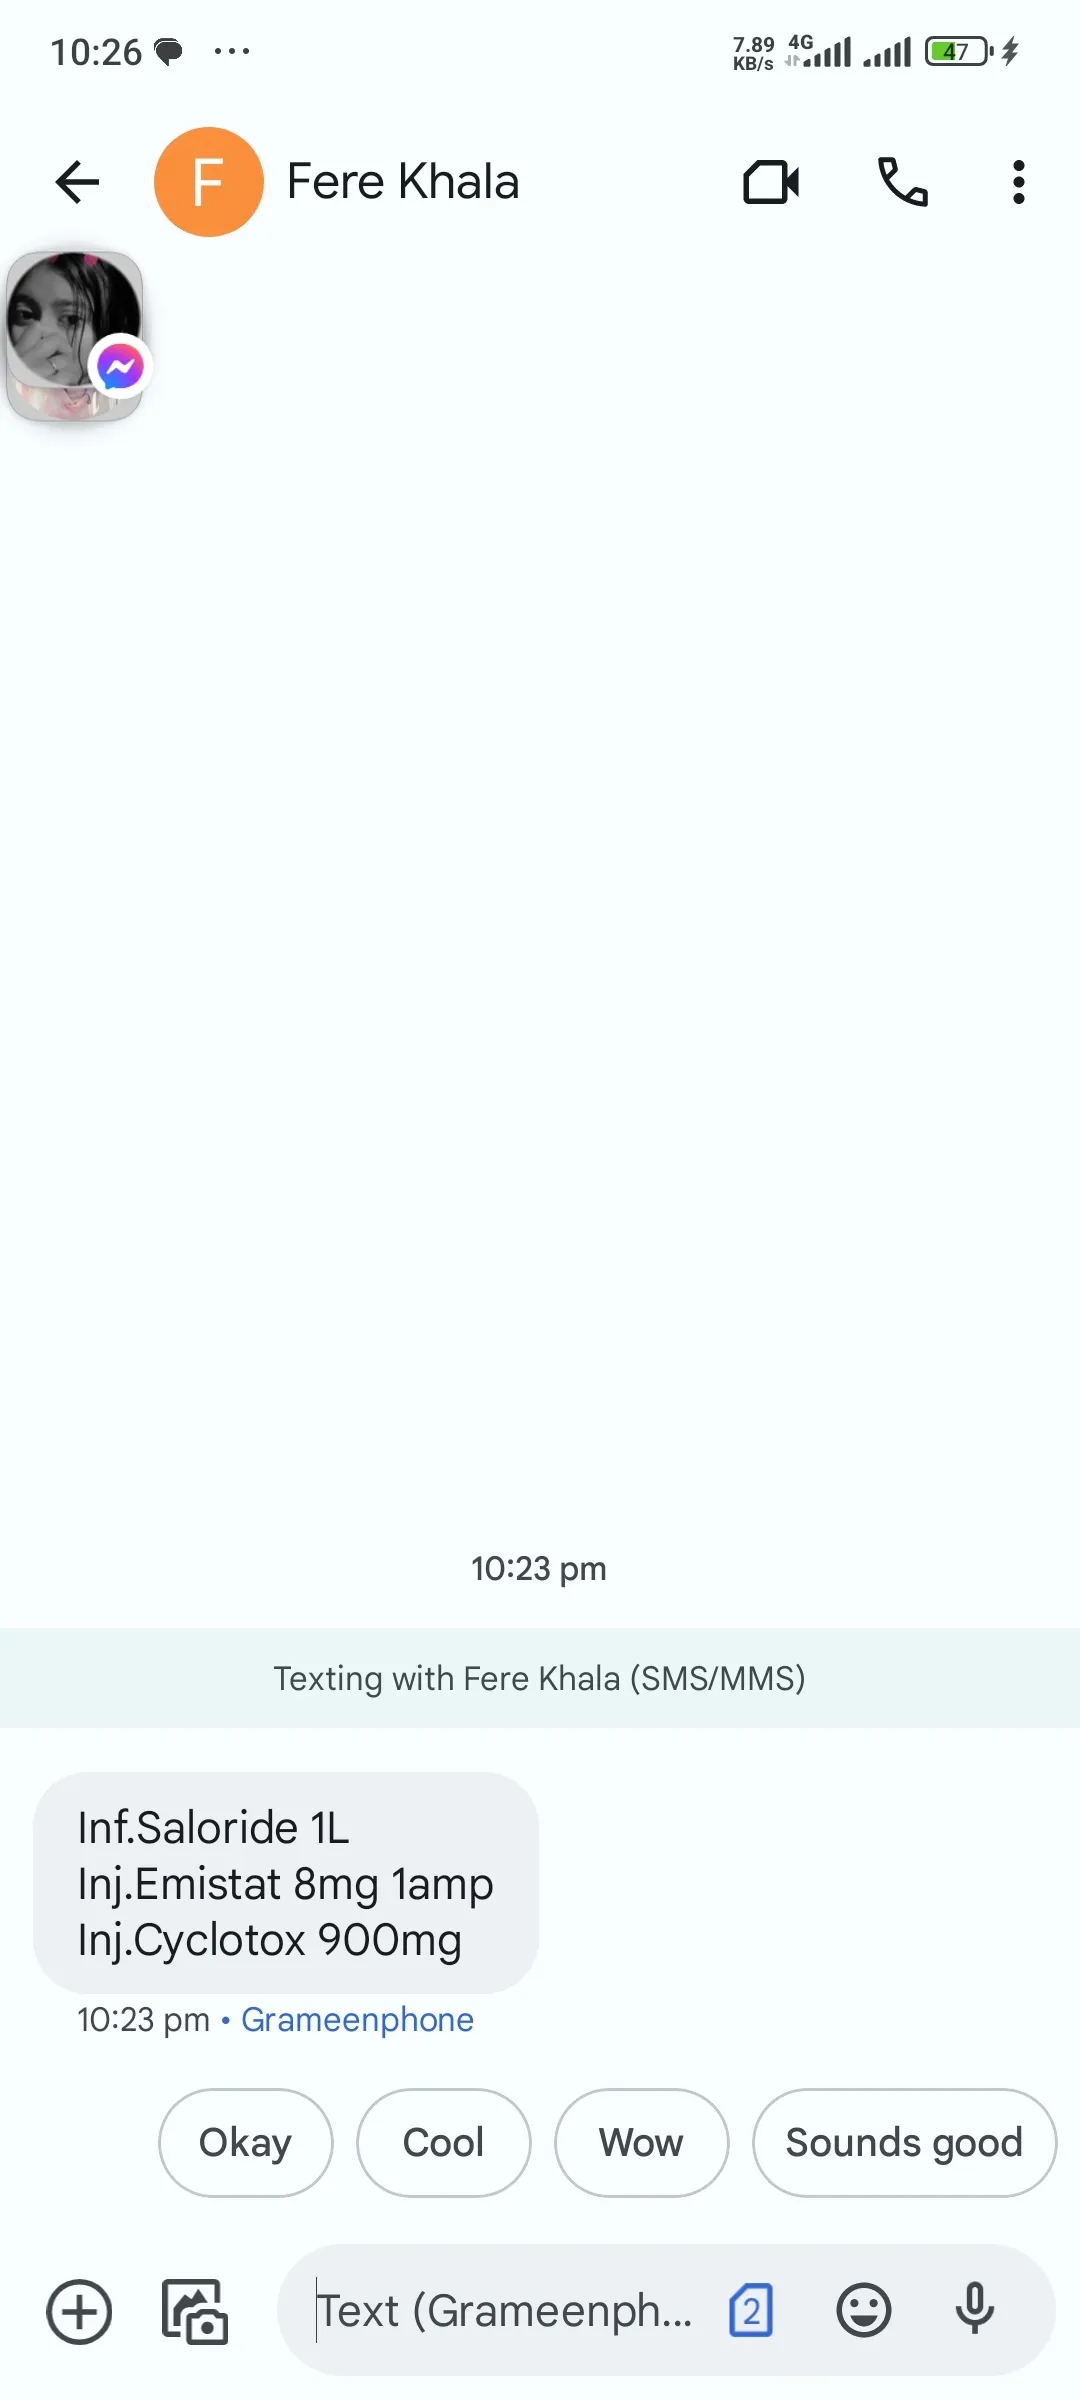 10:26
7.89 KB/s 4G 47
F Fere Khala
10:23 pm
Texting with Fere Khala (SMS/MMS)
Inf.Saloride 1L
Inj.Emistat 8mg 1amp
Inj.Cyclotox 900mg
10:23 pm • Grameenphone
Okay Cool Wow Sounds good
Text (Grameenph... 2